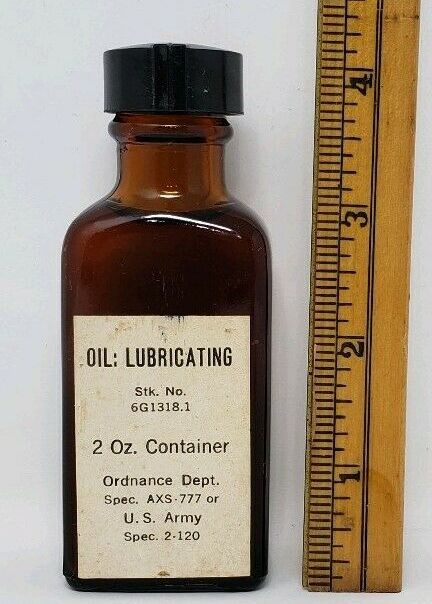 OIL: LUBRICATING
Stk. No.
6G1318.1
2 Oz. Container
Ordnance Dept.
Spec. AXS-777 or
U. S. Army
Spec. 2-120
4
3
2
1